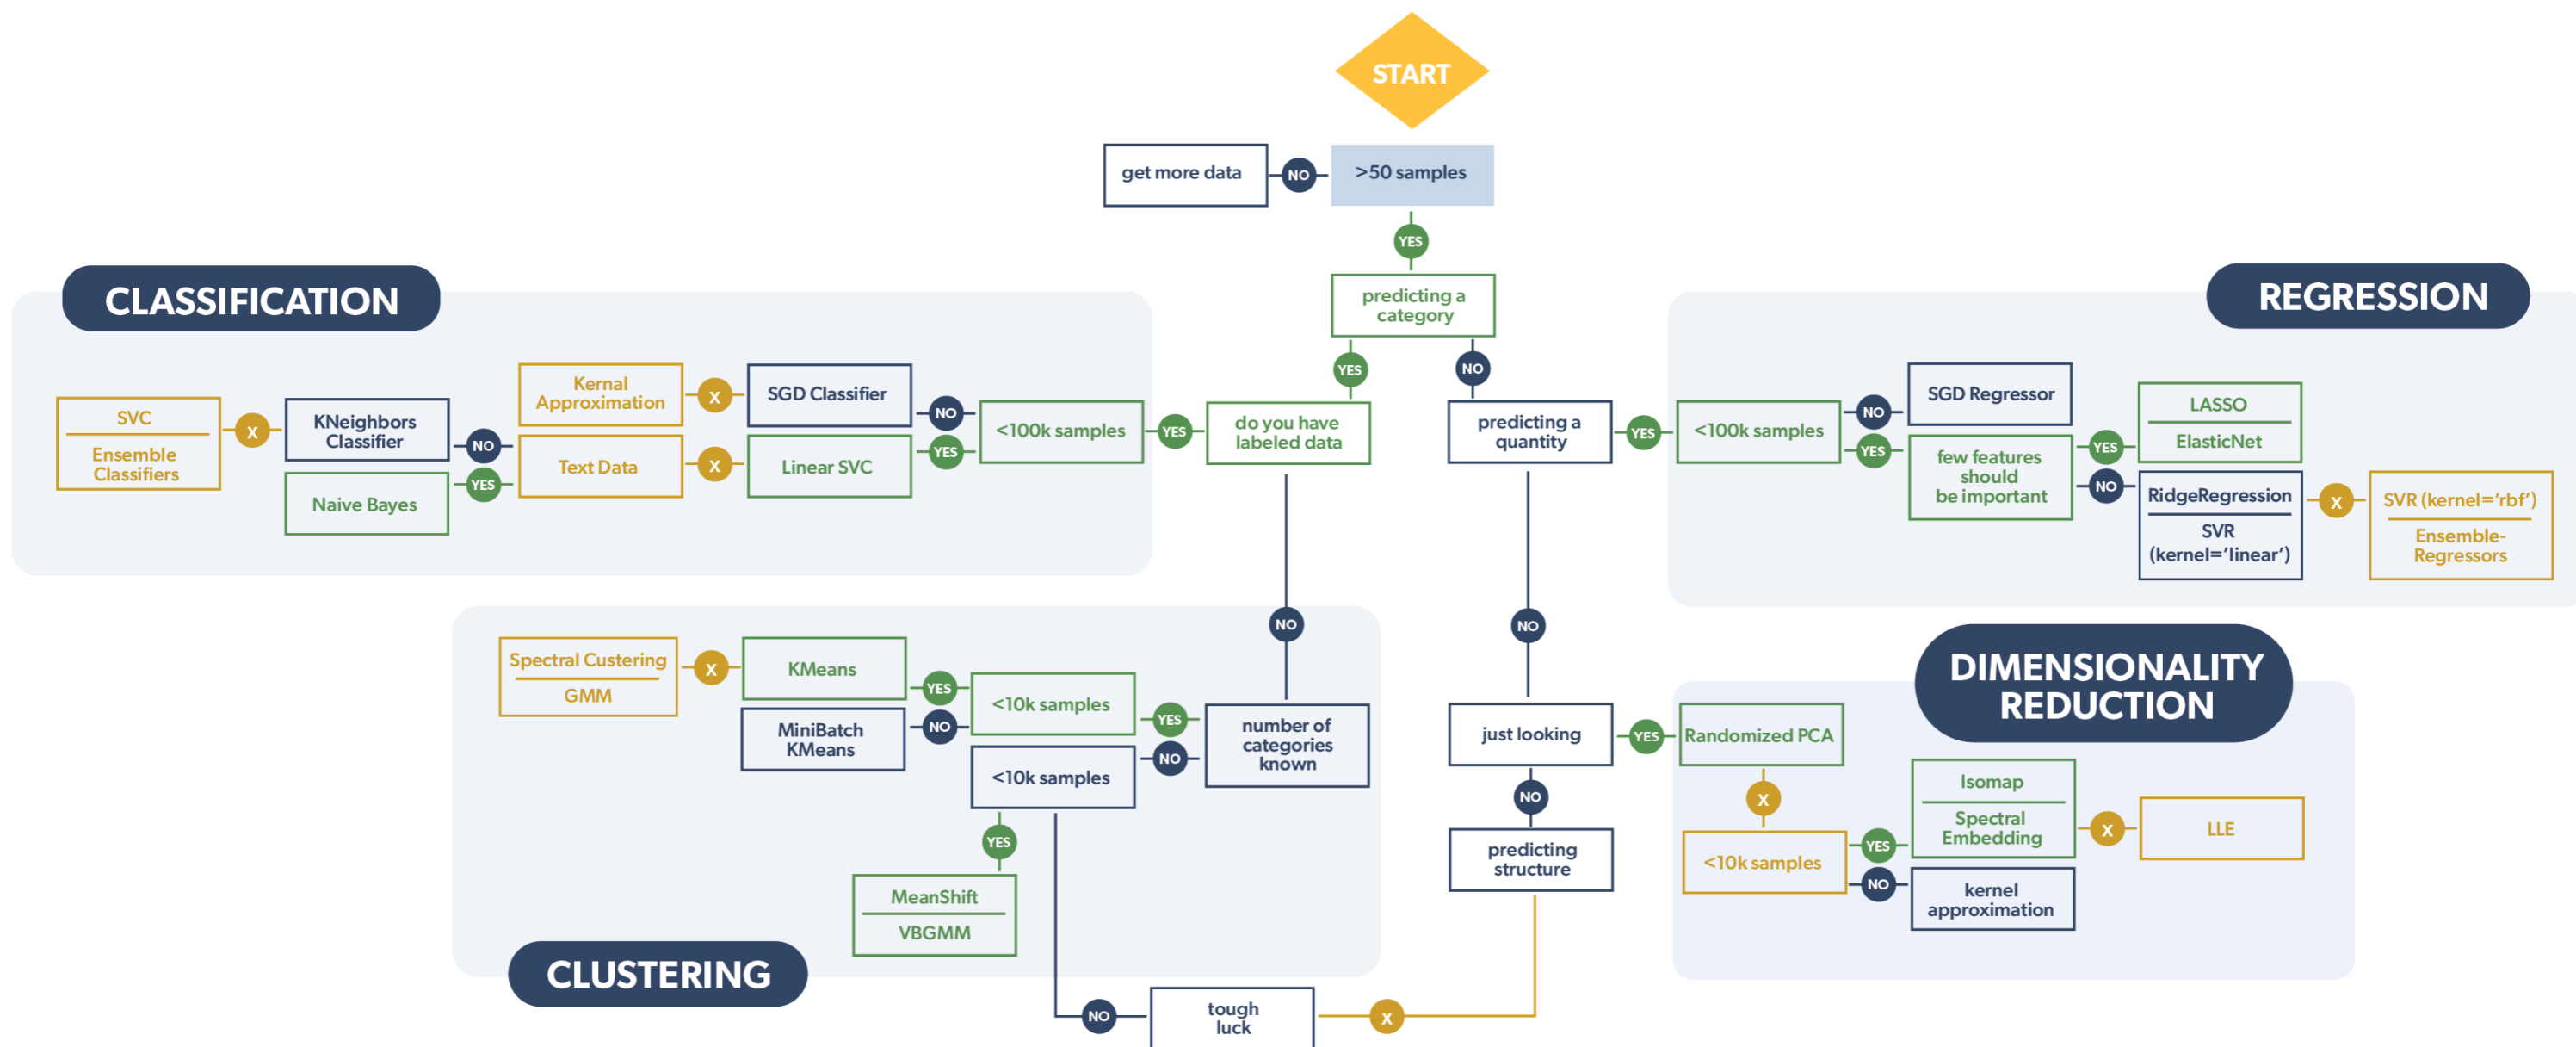 START
get more data
NO
>50 samples
YES
predicting a
category
YES
NO
CLASSIFICATION
SVC
Ensemble
Classifiers
X
KNeighbors
Classifier
NO
Naive Bayes
YES
Kernal
Approximation
X
SGD Classifier
NO
Text Data
X
Linear SVC
YES
<100k samples
YES
do you have
labeled data
NO
predicting a
quantity
YES
NO
REGRESSION
<100k samples
NO
SGD Regressor
YES
few features
should
be important
YES
LASSO
ElasticNet
NO
RidgeRegression
SVR
(kernel='linear')
X
SVR (kernel='rbf')
Ensemble-
Regressors
Spectral Custering
GMM
X
KMeans
YES
MiniBatch
KMeans
NO
<10k samples
YES
<10k samples
NO
number of
categories
known
YES
MeanShift
VBGMM
CLUSTERING
NO
tough
luck
X
just looking
YES
NO
predicting
structure
DIMENSIONALITY
REDUCTION
Randomized PCA
X
<10k samples
YES
NO
Isomap
Spectral
Embedding
X
LLE
kernel
approximation